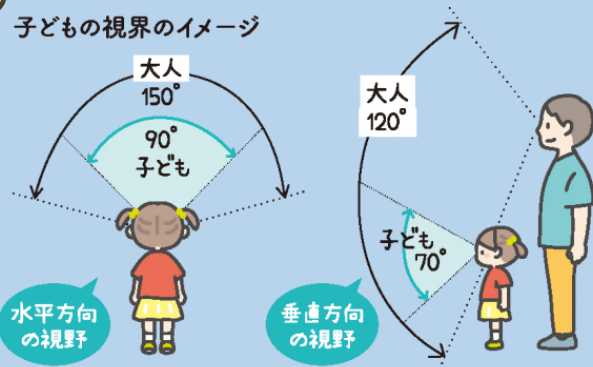 子どもの視界のイメージ
大人
150°
90°
子ども
水平方向
の視野
大人
120°
子ども
70°
垂直方向
の視野